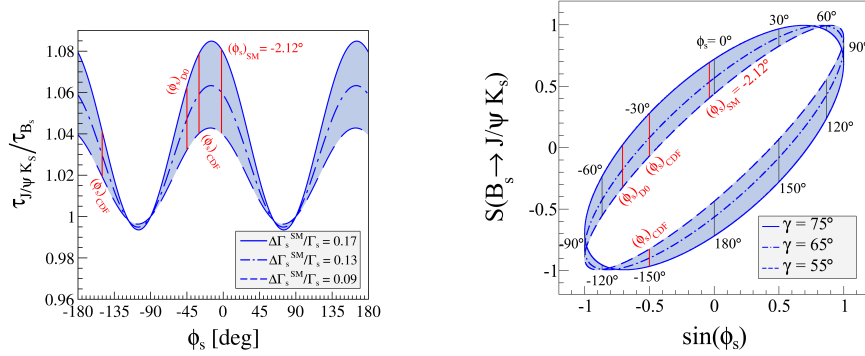 τJ/ψ Ks/τBs
1.08
1.06
1.04
1.02
1
0.98
0.96
(ϕs)SM = -2.12°
(ϕs)D0
(ϕs)CDF
(ϕs)CDF
ΔΓsSM/Γs = 0.17
ΔΓsSM/Γs = 0.13
ΔΓsSM/Γs = 0.09
-180 -135 -90 -45 0 45 90 135 180
ϕs [deg]
S(Bs → J/ψ Ks)
1
0.5
0
-0.5
-1
ϕs = 0°
30°
60°
90°
(ϕs)SM = -2.12°
-30°
120°
-60°
(ϕs)CDF
(ϕs)D0
150°
-90°
(ϕs)CDF
180°
-120°
-150°
γ = 75°
γ = 65°
γ = 55°
-1 -0.5 0 0.5 1
sin(ϕs)